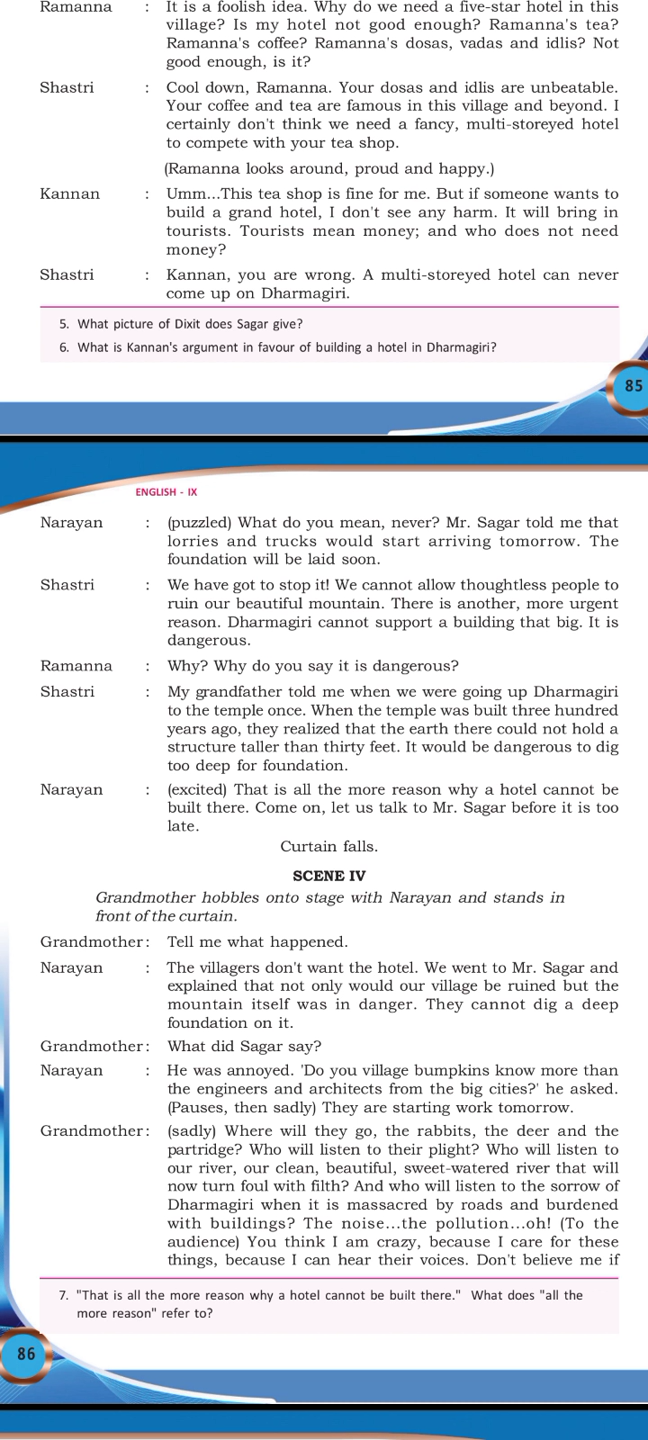 Ramanna : It is a foolish idea. Why do we need a five-star hotel in this
village? Is my hotel not good enough? Ramanna's tea?
Ramanna's coffee? Ramanna's dosas, vadas and idlis? Not
good enough, is it?
Shastri : Cool down, Ramanna. Your dosas and idlis are unbeatable.
Your coffee and tea are famous in this village and beyond. I
certainly don't think we need a fancy, multi-storeyed hotel
to compete with your tea shop.
(Ramanna looks around, proud and happy.)
Kannan : Umm...This tea shop is fine for me. But if someone wants to
build a grand hotel, I don't see any harm. It will bring in
tourists. Tourists mean money; and who does not need
money?
Shastri : Kannan, you are wrong. A multi-storeyed hotel can never
come up on Dharmagiri.
5. What picture of Dixit does Sagar give?
6. What is Kannan's argument in favour of building a hotel in Dharmagiri?
85
ENGLISH - IX
Narayan : (puzzled) What do you mean, never? Mr. Sagar told me that
lorries and trucks would start arriving tomorrow. The
foundation will be laid soon.
Shastri : We have got to stop it! We cannot allow thoughtless people to
ruin our beautiful mountain. There is another, more urgent
reason. Dharmagiri cannot support a building that big. It is
dangerous.
Ramanna : Why? Why do you say it is dangerous?
Shastri : My grandfather told me when we were going up Dharmagiri
to the temple once. When the temple was built three hundred
years ago, they realized that the earth there could not hold a
structure taller than thirty feet. It would be dangerous to dig
too deep for foundation.
Narayan : (excited) That is all the more reason why a hotel cannot be
built there. Come on, let us talk to Mr. Sagar before it is too
late.
Curtain falls.
SCENE IV
Grandmother hobbles onto stage with Narayan and stands in
front of the curtain.
Grandmother : Tell me what happened.
Narayan : The villagers don't want the hotel. We went to Mr. Sagar and
explained that not only would our village be ruined but the
mountain itself was in danger. They cannot dig a deep
foundation on it.
Grandmother : What did Sagar say?
Narayan : He was annoyed. 'Do you village bumpkins know more than
the engineers and architects from the big cities?' he asked.
(Pauses, then sadly) They are starting work tomorrow.
Grandmother : (sadly) Where will they go, the rabbits, the deer and the
partridge? Who will listen to their plight? Who will listen to
our river, our clean, beautiful, sweet-watered river that will
now turn foul with filth? And who will listen to the sorrow of
Dharmagiri when it is massacred by roads and burdened
with buildings? The noise...the pollution...oh! (To the
audience) You think I am crazy, because I care for these
things, because I can hear their voices. Don't believe me if
7. "That is all the more reason why a hotel cannot be built there." What does "all the
more reason" refer to?
86